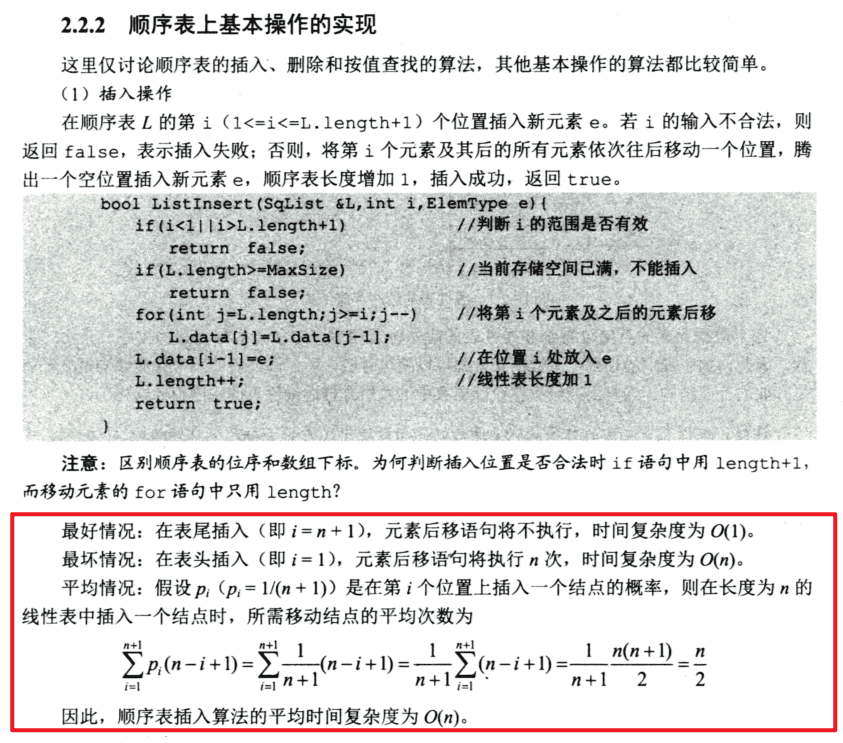 2.2.2 顺序表上基本操作的实现
这里仅讨论顺序表的插入、删除和按值查找的算法，其他基本操作的算法都比较简单。
（1）插入操作
在顺序表 L 的第 i（1<=i<=L.length+1）个位置插入新元素 e。若 i 的输入不合法，则
返回 false，表示插入失败；否则，将第 i 个元素及其后的所有元素依次往后移动一个位置，腾
出一个空位置插入新元素 e，顺序表长度增加 1，插入成功，返回 true。
bool ListInsert(SqList &L,int i,ElemType e){
if(i<1||i>L.length+1) //判断 i 的范围是否有效
return false;
if(L.length>=MaxSize) //当前存储空间已满，不能插入
return false;
for(int j=L.length;j>=i;j--) //将第 i 个元素及之后的元素后移
L.data[j]=L.data[j-1];
L.data[i-1]=e; //在位置 i 处放入 e
L.length++; //线性表长度加 1
return true;
}
注意：区别顺序表的位序和数组下标。为何判断插入位置是否合法时 if 语句中用 length+1，
而移动元素的 for 语句中只用 length？
最好情况：在表尾插入（即 i = n + 1），元素后移语句将不执行，时间复杂度为 O(1)。
最坏情况：在表头插入（即 i = 1），元素后移语句将执行 n 次，时间复杂度为 O(n)。
平均情况：假设 pᵢ（pᵢ = 1/(n + 1)）是在第 i 个位置上插入一个结点的概率，则在长度为 n 的
线性表中插入一个结点时，所需移动结点的平均次数为
∑_{i=1}^{n+1} pᵢ(n−i+1) = ∑_{i=1}^{n+1} 1/(n+1) (n−i+1) = 1/(n+1) ∑_{i=1}^{n+1} (n−i+1) = 1/(n+1) n(n+1)/2 = n/2
因此，顺序表插入算法的平均时间复杂度为 O(n)。